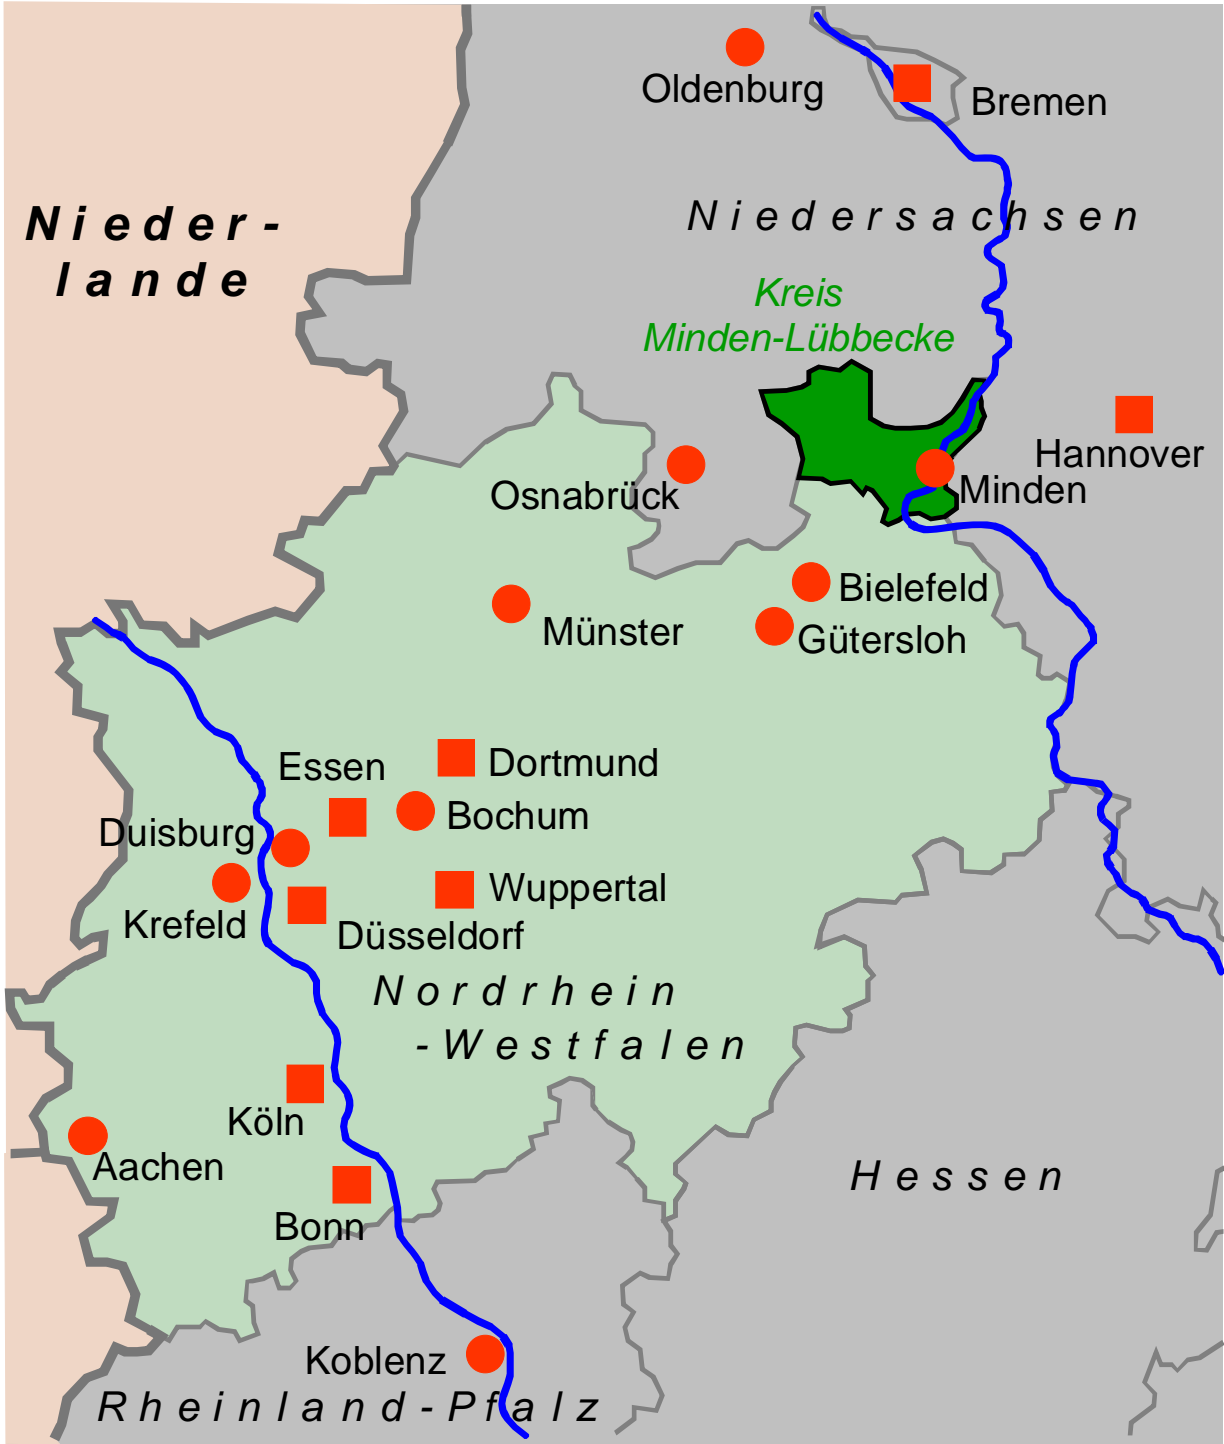 Oldenburg
Bremen
Nieder-
lande
Niedersachsen
Kreis
Minden-Lübbecke
Hannover
Osnabrück
Minden
Bielefeld
Münster
Gütersloh
Essen
Dortmund
Bochum
Duisburg
Wuppertal
Krefeld
Düsseldorf
Nordrhein
-Westfalen
Köln
Aachen
Hessen
Bonn
Koblenz
Rheinland-Pfalz